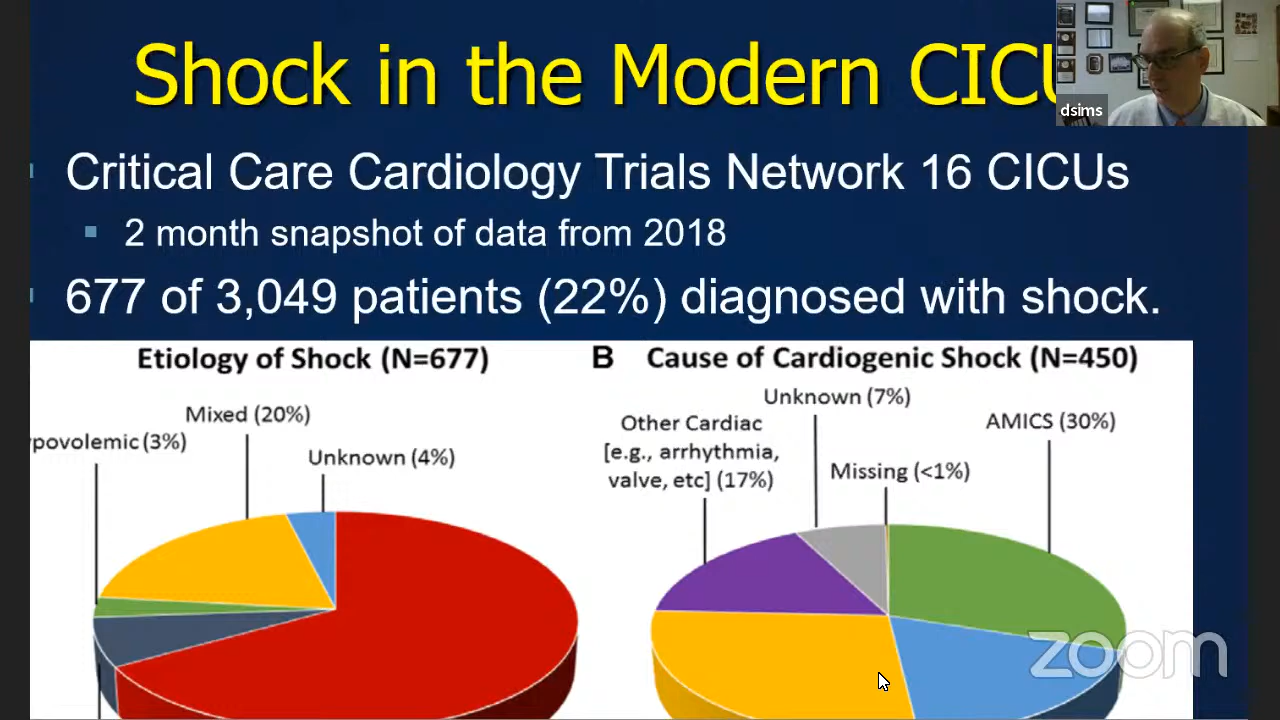 Shock in the Modern CICU
dsims
Critical Care Cardiology Trials Network 16 CICUs
2 month snapshot of data from 2018
677 of 3,049 patients (22%) diagnosed with shock.
Etiology of Shock (N=677)
Mixed (20%)
ypovolemic (3%)
Unknown (4%)
B Cause of Cardiogenic Shock (N=450)
Unknown (7%)
Other Cardiac
[e.g., arrhythmia,
valve, etc] (17%)
AMICS (30%)
Missing (<1%)
zoom